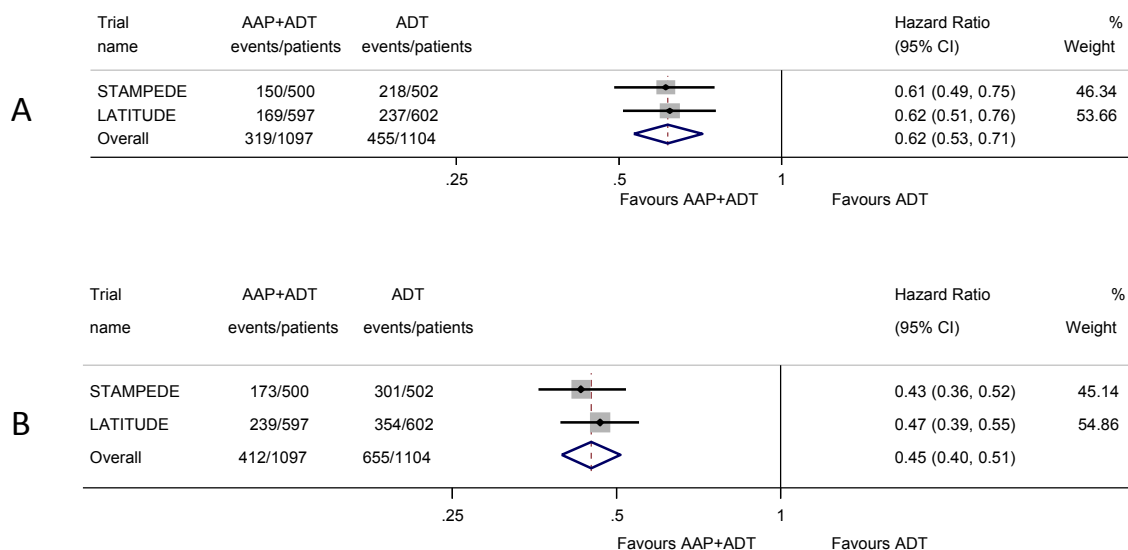 A
Trial AAP+ADT ADT Hazard Ratio %
name events/patients events/patients (95% CI) Weight
STAMPEDE 150/500 218/502 0.61 (0.49, 0.75) 46.34
LATITUDE 169/597 237/602 0.62 (0.51, 0.76) 53.66
Overall 319/1097 455/1104 0.62 (0.53, 0.71)
.25 .5 1
Favours AAP+ADT Favours ADT
B
Trial AAP+ADT ADT Hazard Ratio %
name events/patients events/patients (95% CI) Weight
STAMPEDE 173/500 301/502 0.43 (0.36, 0.52) 45.14
LATITUDE 239/597 354/602 0.47 (0.39, 0.55) 54.86
Overall 412/1097 655/1104 0.45 (0.40, 0.51)
.25 .5 1
Favours AAP+ADT Favours ADT